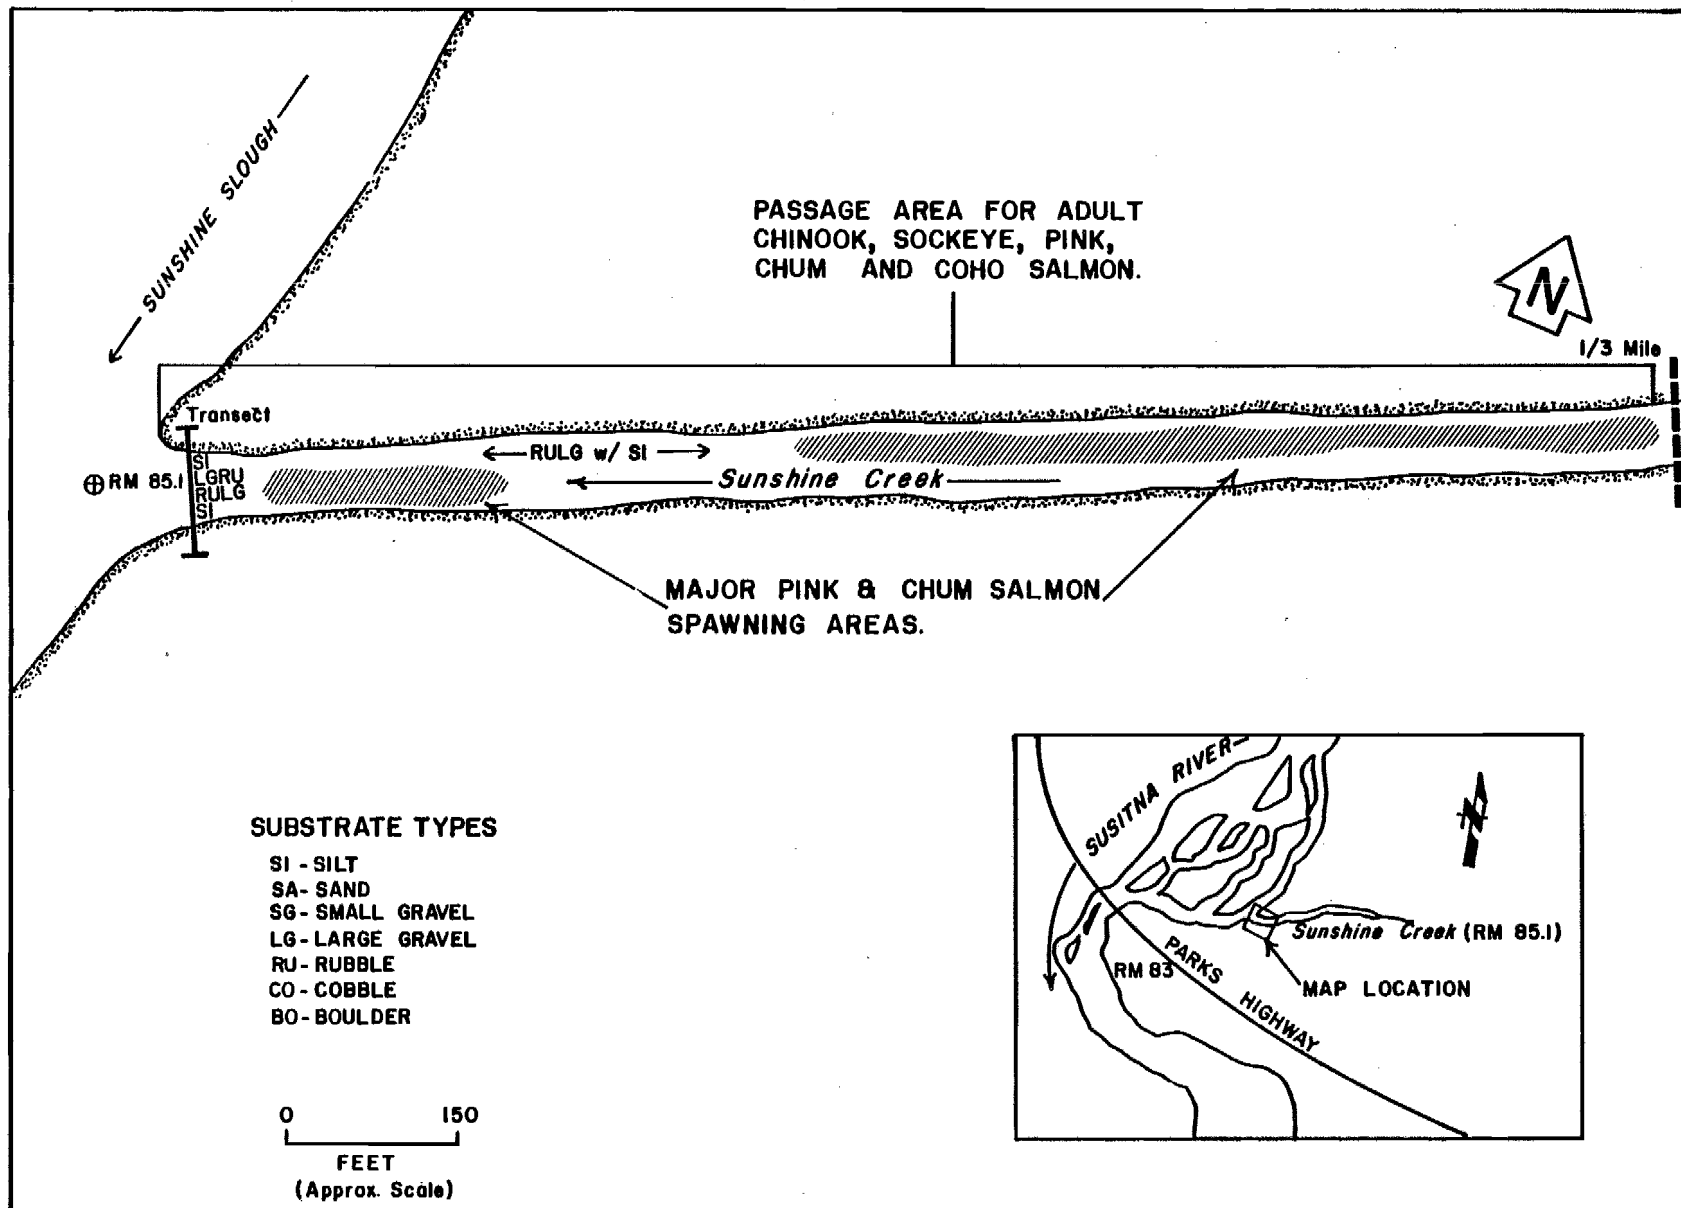 SUNSHINE SLOUGH
PASSAGE AREA FOR ADULT
CHINOOK, SOCKEYE, PINK,
CHUM AND COHO SALMON.
N
1/3 Mile
Transect
SI
LGRU
RULG
SI
RM 85.1
RULG w/ SI
Sunshine Creek
MAJOR PINK & CHUM SALMON
SPAWNING AREAS.
SUBSTRATE TYPES
SI - SILT
SA - SAND
SG - SMALL GRAVEL
LG - LARGE GRAVEL
RU - RUBBLE
CO - COBBLE
BO - BOULDER
0 150
FEET
(Approx. Scale)
SUSITNA RIVER
N
Sunshine Creek (RM 85.1)
MAP LOCATION
RM 83
PARKS HIGHWAY